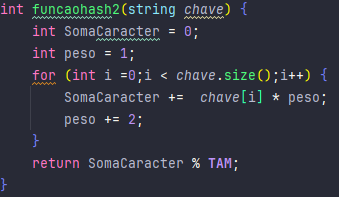 int funcaohash2(string chave) {
    int SomaCaracter = 0;
    int peso = 1;
    for (int i =0;i < chave.size();i++) {
        SomaCaracter +=  chave[i] * peso;
        peso += 2;
    }
    return SomaCaracter % TAM;
}